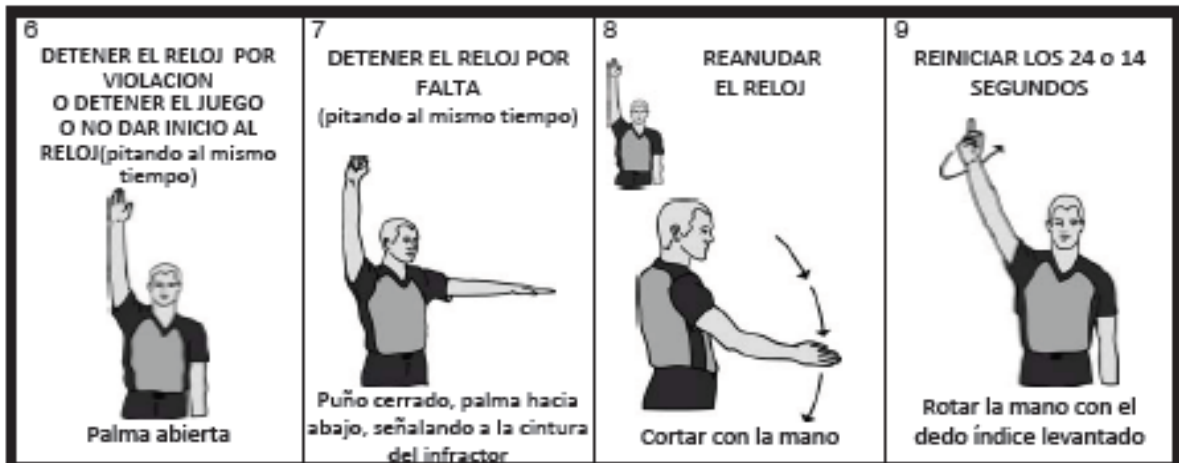 6
DETENER EL RELOJ POR
VIOLACION
O DETENER EL JUEGO
O NO DAR INICIO AL
RELOJ(pitando al mismo
tiempo)
Palma abierta
7
DETENER EL RELOJ POR
FALTA
(pitando al mismo tiempo)
Puño cerrado, palma hacia
abajo, señalando a la cintura
del infractor
8
REANUDAR
EL RELOJ
Cortar con la mano
9
REINICIAR LOS 24 o 14
SEGUNDOS
Rotar la mano con el
dedo índice levantado